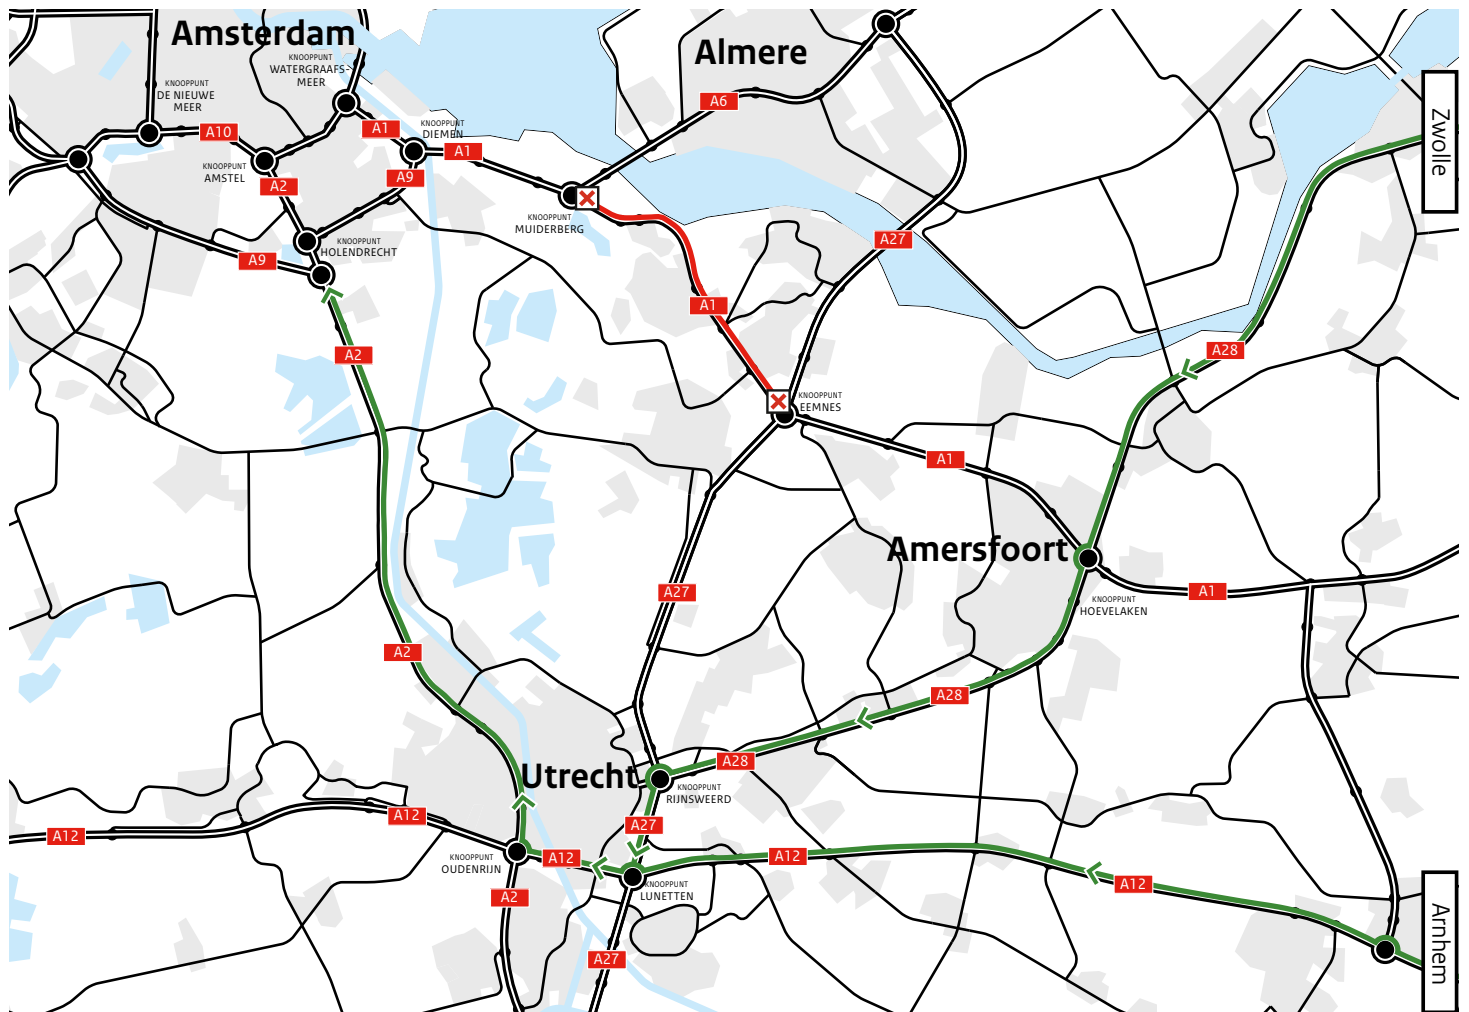 Amsterdam
KNOOPPUNT
WATERGRAAFS-
MEER
KNOOPPUNT
DE NIEUWE
MEER
Almere
A6
A10
A1
KNOOPPUNT
DIEMEN
A1
KNOOPPUNT
AMSTEL
A2
A9
KNOOPPUNT
MUIDERBERG
KNOOPPUNT
HOLENDRECHT
A9
A27
Zwolle
A1
A2
A28
KNOOPPUNT
EEMNES
A1
Amersfoort
A27
A1
KNOOPPUNT
HOEVELAKEN
A2
A28
A28
Utrecht
KNOOPPUNT
RIJNSWEERD
A27
A12
A12
KNOOPPUNT
OUDENRIJN
A12
A12
A12
KNOOPPUNT
LUNETTEN
A2
A27
Arnhem